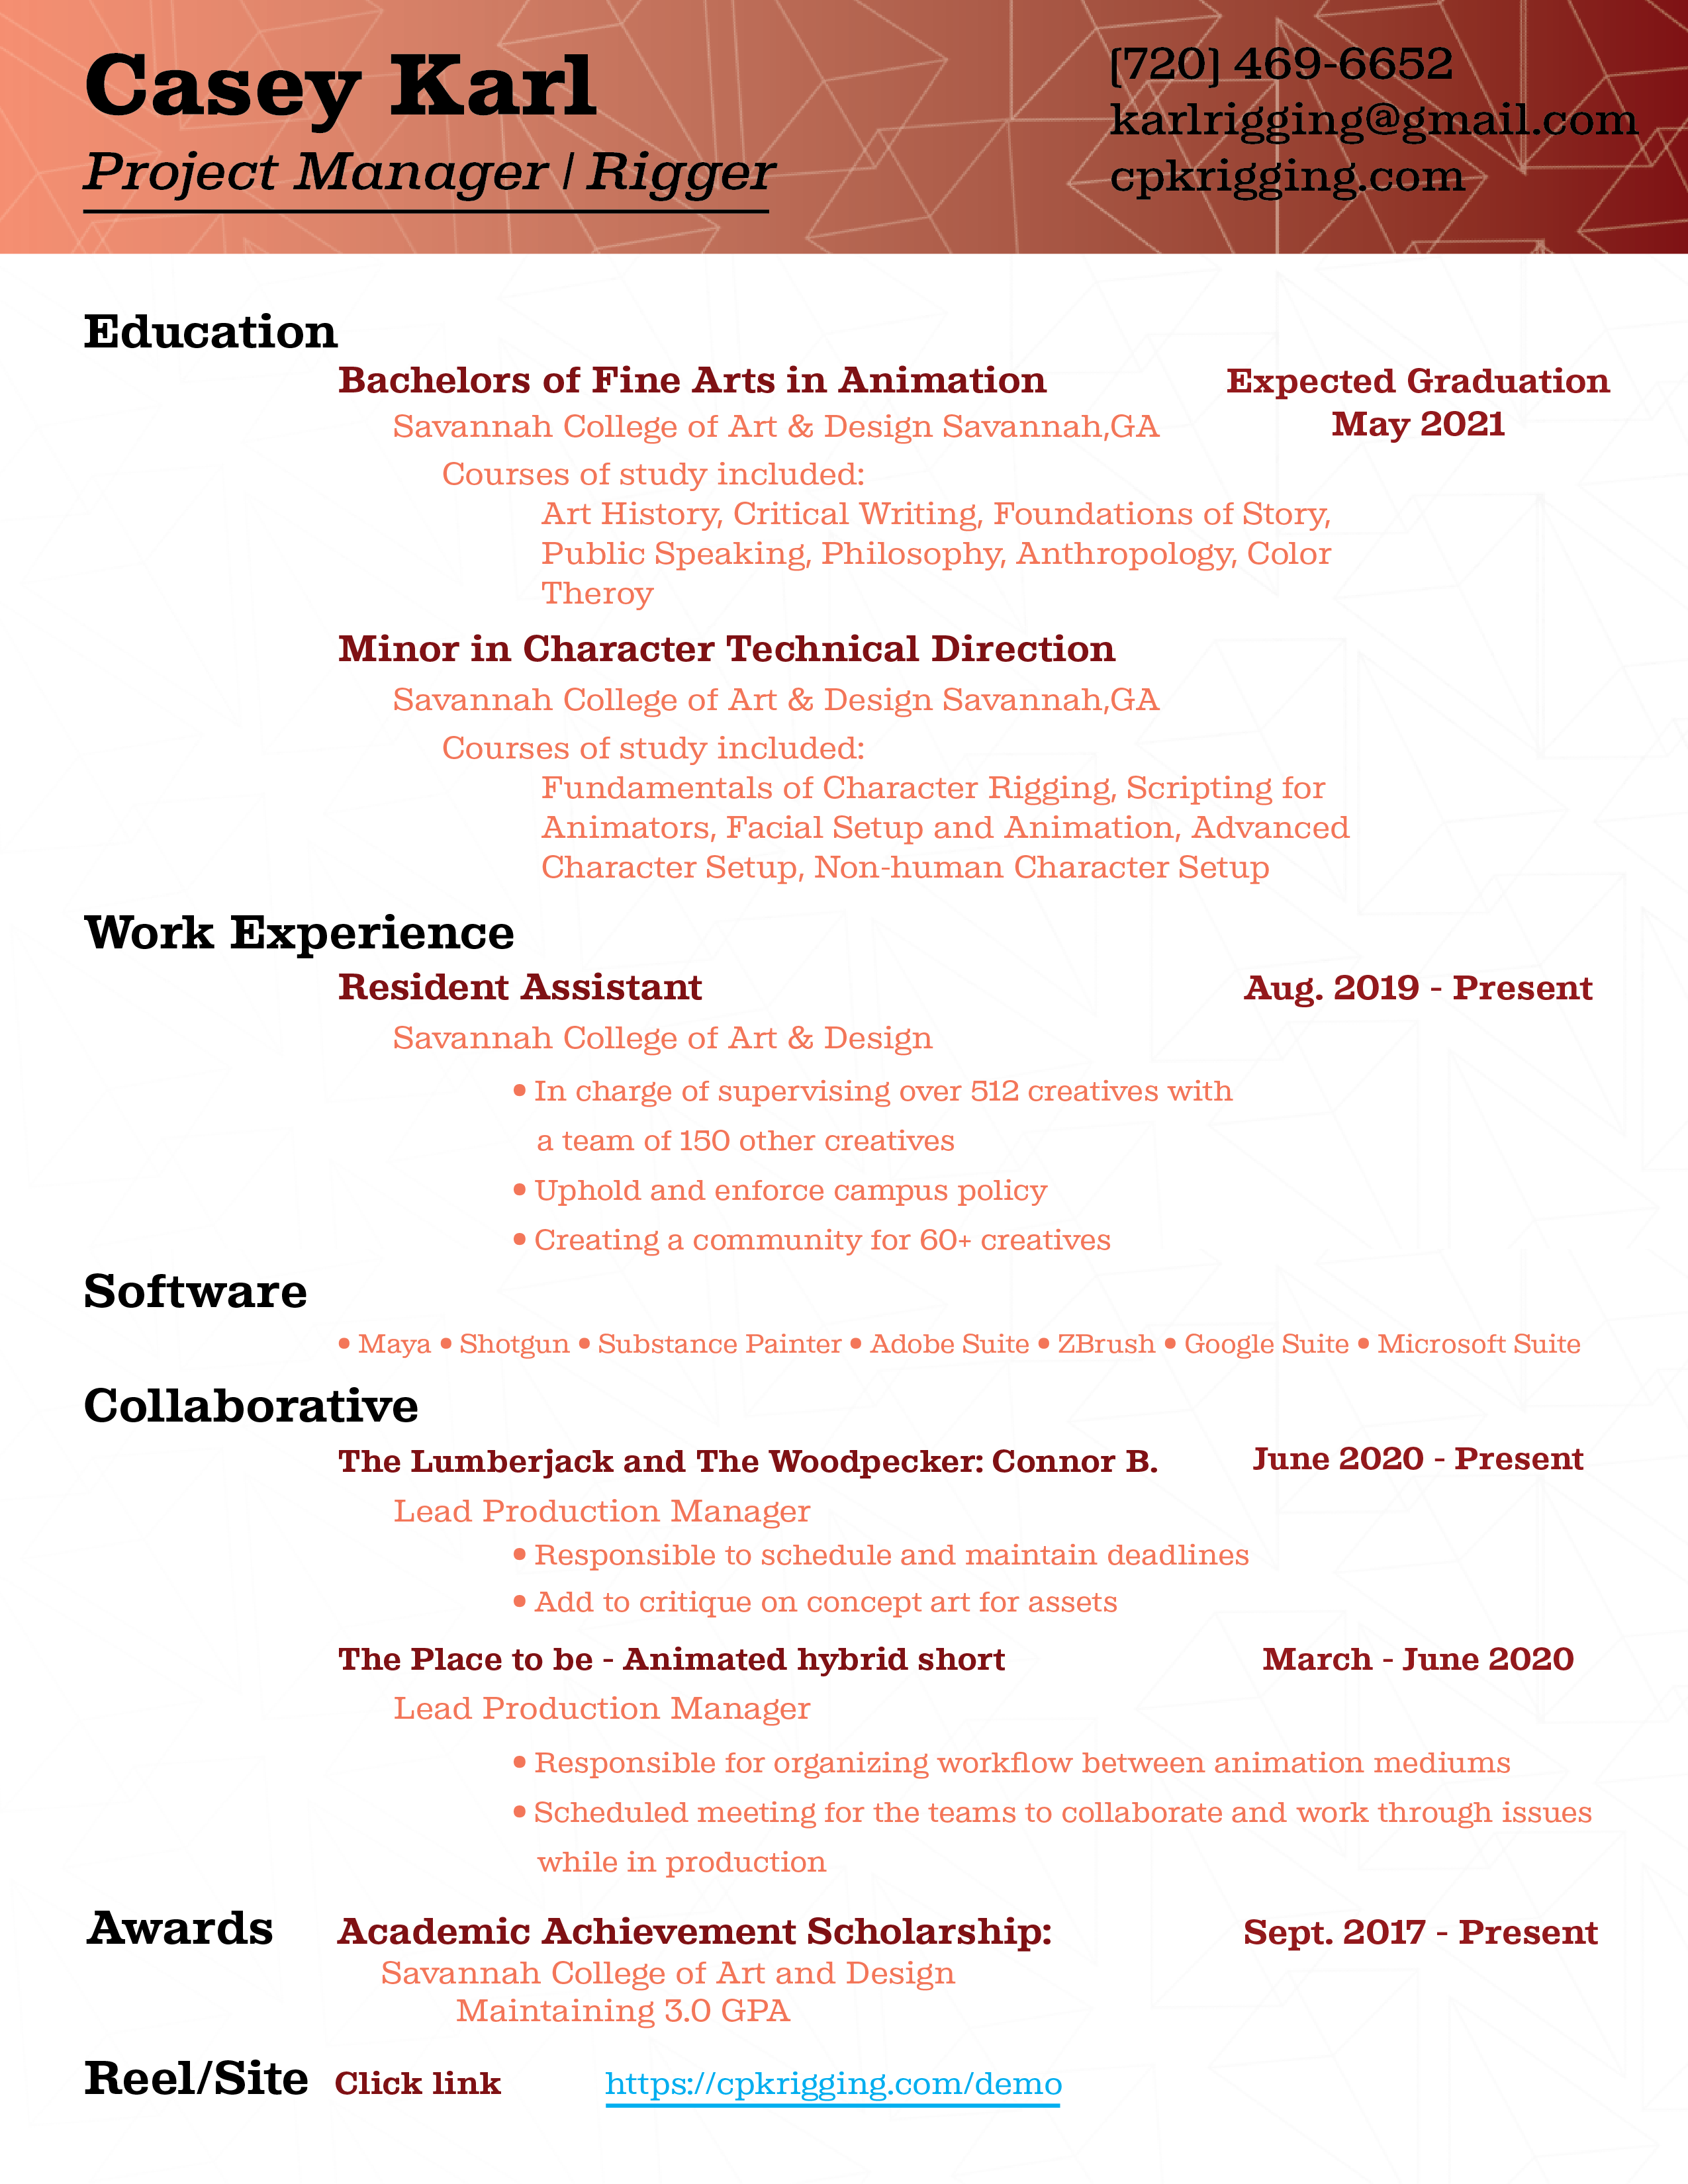 Casey Karl
Project Manager | Rigger
(720) 469-6652
karlrigging@gmail.com
cpkrigging.com
Education
Bachelors of Fine Arts in Animation
Expected Graduation
May 2021
Savannah College of Art & Design Savannah,GA
Courses of study included:
Art History, Critical Writing, Foundations of Story,
Public Speaking, Philosophy, Anthropology, Color
Theroy
Minor in Character Technical Direction
Savannah College of Art & Design Savannah,GA
Courses of study included:
Fundamentals of Character Rigging, Scripting for
Animators, Facial Setup and Animation, Advanced
Character Setup, Non-human Character Setup
Work Experience
Resident Assistant
Aug. 2019 - Present
Savannah College of Art & Design
• In charge of supervising over 512 creatives with
a team of 150 other creatives
• Uphold and enforce campus policy
• Creating a community for 60+ creatives
Software
• Maya • Shotgun • Substance Painter • Adobe Suite • ZBrush • Google Suite • Microsoft Suite
Collaborative
The Lumberjack and The Woodpecker: Connor B.
June 2020 - Present
Lead Production Manager
• Responsible to schedule and maintain deadlines
• Add to critique on concept art for assets
The Place to be - Animated hybrid short
March - June 2020
Lead Production Manager
• Responsible for organizing workflow between animation mediums
• Scheduled meeting for the teams to collaborate and work through issues
while in production
Awards
Academic Achievement Scholarship:
Sept. 2017 - Present
Savannah College of Art and Design
Maintaining 3.0 GPA
Reel/Site
Click link
https://cpkrigging.com/demo